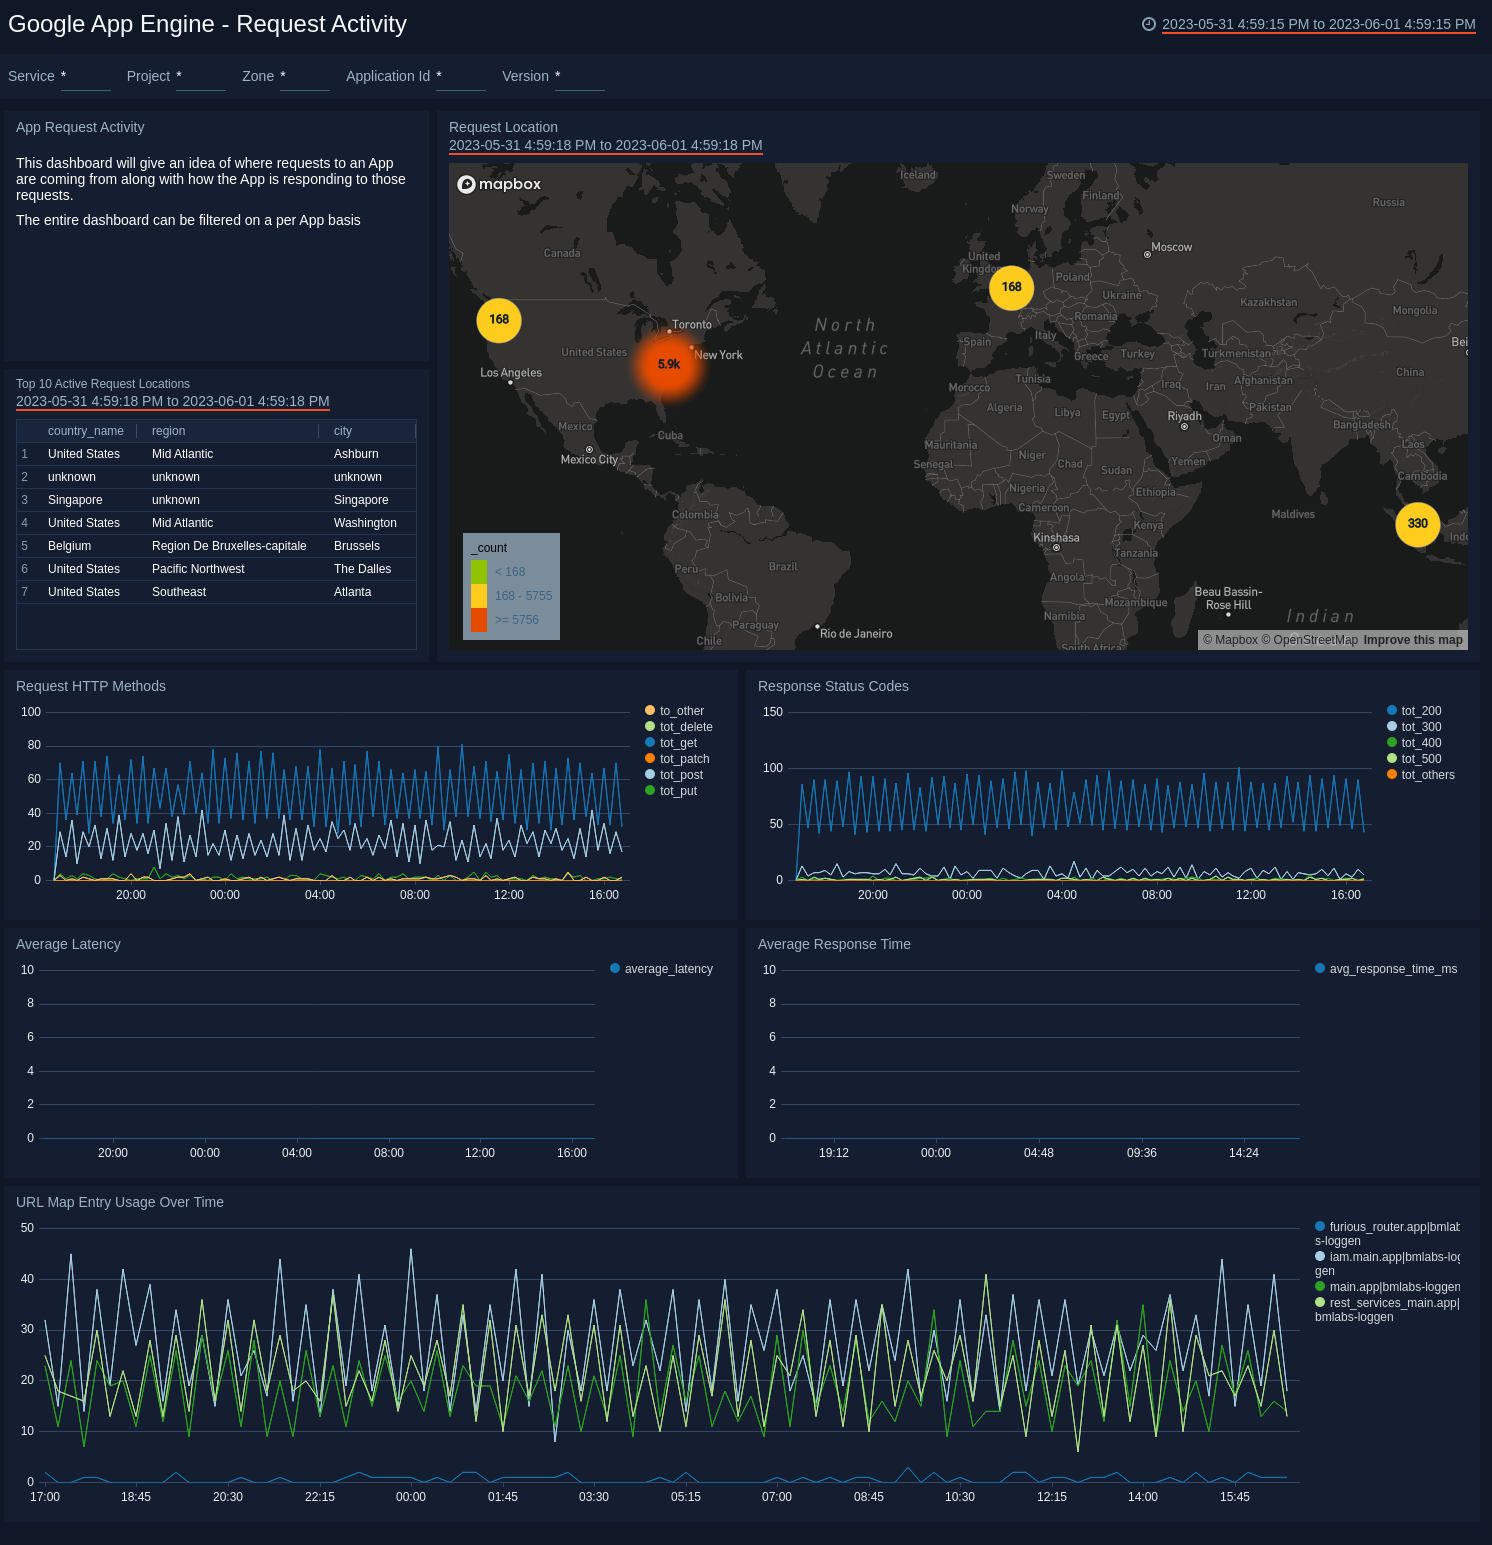 Google App Engine - Request Activity
2023-05-31 4:59:15 PM to 2023-06-01 4:59:15 PM
Service * Project * Zone * Application Id * Version *
App Request Activity
This dashboard will give an idea of where requests to an App
are coming from along with how the App is responding to those
requests.
The entire dashboard can be filtered on a per App basis
Request Location
2023-05-31 4:59:18 PM to 2023-06-01 4:59:18 PM
mapbox
Iceland
Sweden
Finland
Norway
Russia
Canada
United
Kingdom
Moscow
Poland
Ukraine
Kazakhstan
Mongolia
168
168
Romania
Toronto
North
Atlantic
Ocean
United States
New York
5.9k
Los Angeles
Spain
Italy
Greece
Turkey
Turkmenistan
Bei
China
Morocco
Tunisia
Iraq
Iran
Afghanistan
Pakistan
Algeria
Libya
Egypt
Riyadh
Bangladesh
Mexico
Cuba
Mexico City
Mauritania
Senegal
Niger
Chad
Sudan
Oman
Yemen
Laos
Cambodia
Nigeria
Cameroon
Ethiopia
Maldives
330
Colombia
Kenya
Kinshasa
Tanzania
Indo
Peru
Brazil
Angola
Bolivia
Mozambique
Beau Bassin-
Rose Hill
Paraguay
Namibia
Indian
Chile
Rio de Janeiro
South Africa
_count
< 168
168 - 5755
>= 5756
© Mapbox © OpenStreetMap Improve this map
Top 10 Active Request Locations
2023-05-31 4:59:18 PM to 2023-06-01 4:59:18 PM
country_name region city
1 United States Mid Atlantic Ashburn
2 unknown unknown unknown
3 Singapore unknown Singapore
4 United States Mid Atlantic Washington
5 Belgium Region De Bruxelles-capitale Brussels
6 United States Pacific Northwest The Dalles
7 United States Southeast Atlanta
Request HTTP Methods
100
80
60
40
20
0
20:00 00:00 04:00 08:00 12:00 16:00
to_other
tot_delete
tot_get
tot_patch
tot_post
tot_put
Response Status Codes
150
100
50
0
20:00 00:00 04:00 08:00 12:00 16:00
tot_200
tot_300
tot_400
tot_500
tot_others
Average Latency
10
8
6
4
2
0
20:00 00:00 04:00 08:00 12:00 16:00
average_latency
Average Response Time
10
8
6
4
2
0
19:12 00:00 04:48 09:36 14:24
avg_response_time_ms
URL Map Entry Usage Over Time
50
40
30
20
10
0
17:00 18:45 20:30 22:15 00:00 01:45 03:30 05:15 07:00 08:45 10:30 12:15 14:00 15:45
furious_router.app|bmlab
s-loggen
iam.main.app|bmlabs-log
gen
main.app|bmlabs-loggen
rest_services_main.app|
bmlabs-loggen